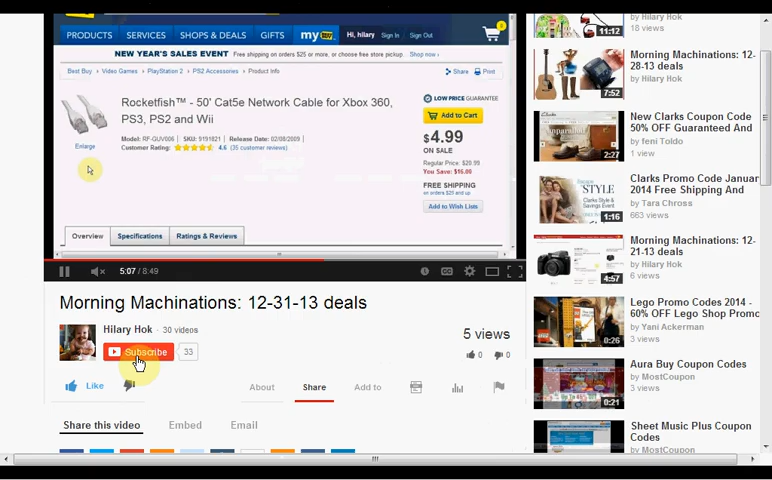 PRODUCTS SERVICES SHOPS & DEALS GIFTS my Hi, hilary Sign In Sign Out
NEW YEAR'S SALES EVENT Free shipping on orders $25 or more, or choose free store pickup. Shop now ›
Best Buy › Video Games › PlayStation 2 › PS2 Accessories › Product Info
Share Print
Rocketfish™ - 50' Cat5e Network Cable for Xbox 360,
PS3, PS2 and Wii
Enlarge
Model: RF-GUV006 SKU: 9191821 Release Date: 02/08/2009
Customer Rating: 4.6 (35 customer reviews)
LOW PRICE GUARANTEE
Add to Cart
$4.99
ON SALE
Regular Price: $20.99
You Save: $16.00
FREE SHIPPING
on orders $25 and up
Add to Wish Lists
Overview Specifications Ratings & Reviews
5:07 / 8:49
Morning Machinations: 12-31-13 deals
Hilary Hok · 30 videos
Subscribe 33
5 views
0 0
Like
About Share Add to
Share this video Embed Email
by Hilary Hok
18 views
11:12
Morning Machinations: 12-
28-13 deals
by Hilary Hok
7:52
New Clarks Coupon Code
50% OFF Guaranteed And
by feni Toldo
1 view
2:27
Clarks Promo Code Januar
2014 Free Shipping And
by Tara Chross
663 views
STYLE
1:16
Morning Machinations: 12-
21-13 deals
by Hilary Hok
6 views
4:57
Lego Promo Codes 2014 -
60% OFF Lego Shop Promo
by Yani Ackerman
3 views
0:26
Aura Buy Coupon Codes
by MostCoupon
3 views
0:21
Sheet Music Plus Coupon
Codes
by MostCoupon